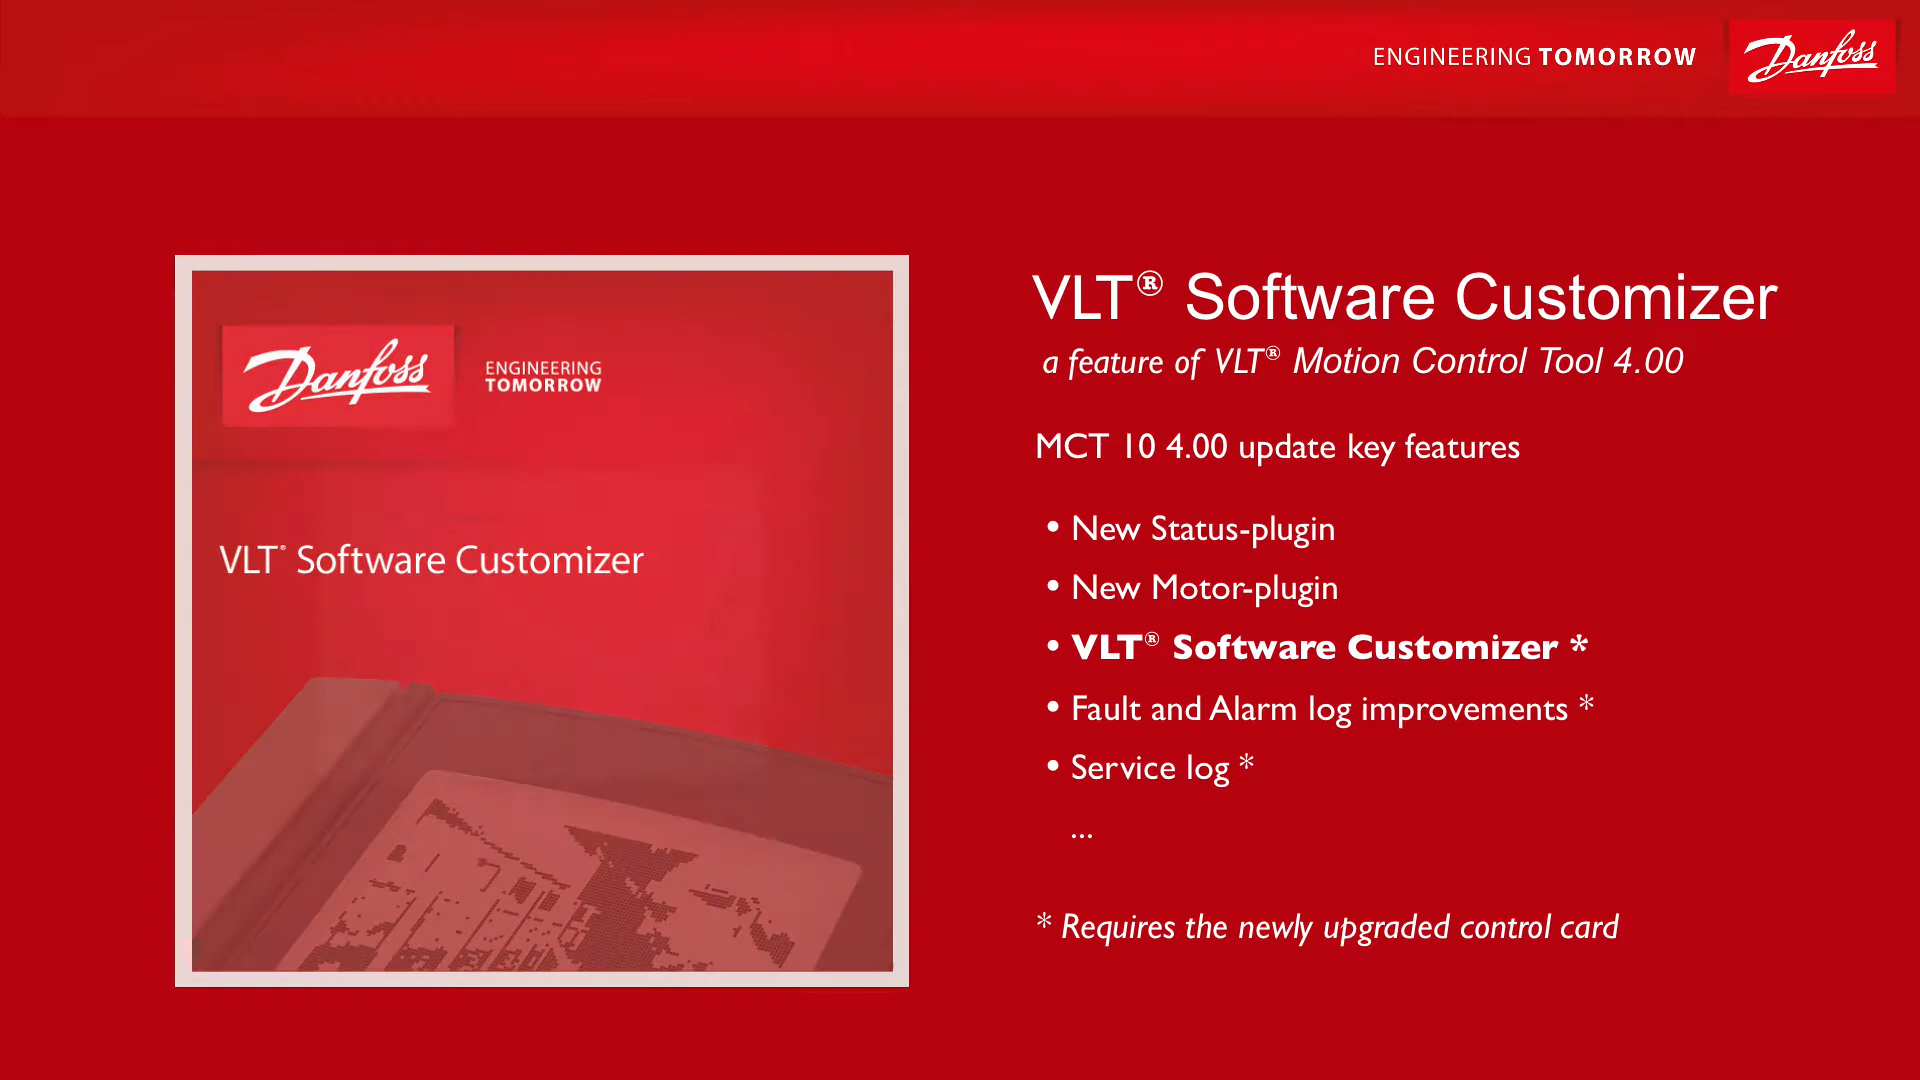 ENGINEERING TOMORROW
Danfoss
Danfoss
ENGINEERING
TOMORROW
VLT® Software Customizer
VLT® Software Customizer
a feature of VLT® Motion Control Tool 4.00
MCT 10 4.00 update key features
• New Status-plugin
• New Motor-plugin
• VLT® Software Customizer *
• Fault and Alarm log improvements *
• Service log *
...
* Requires the newly upgraded control card